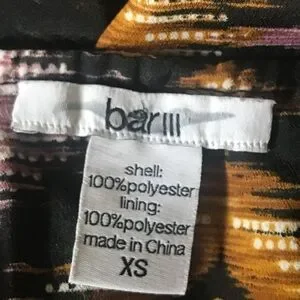 bar III
shell:
100%polyester
lining:
100%polyester
made in China
XS